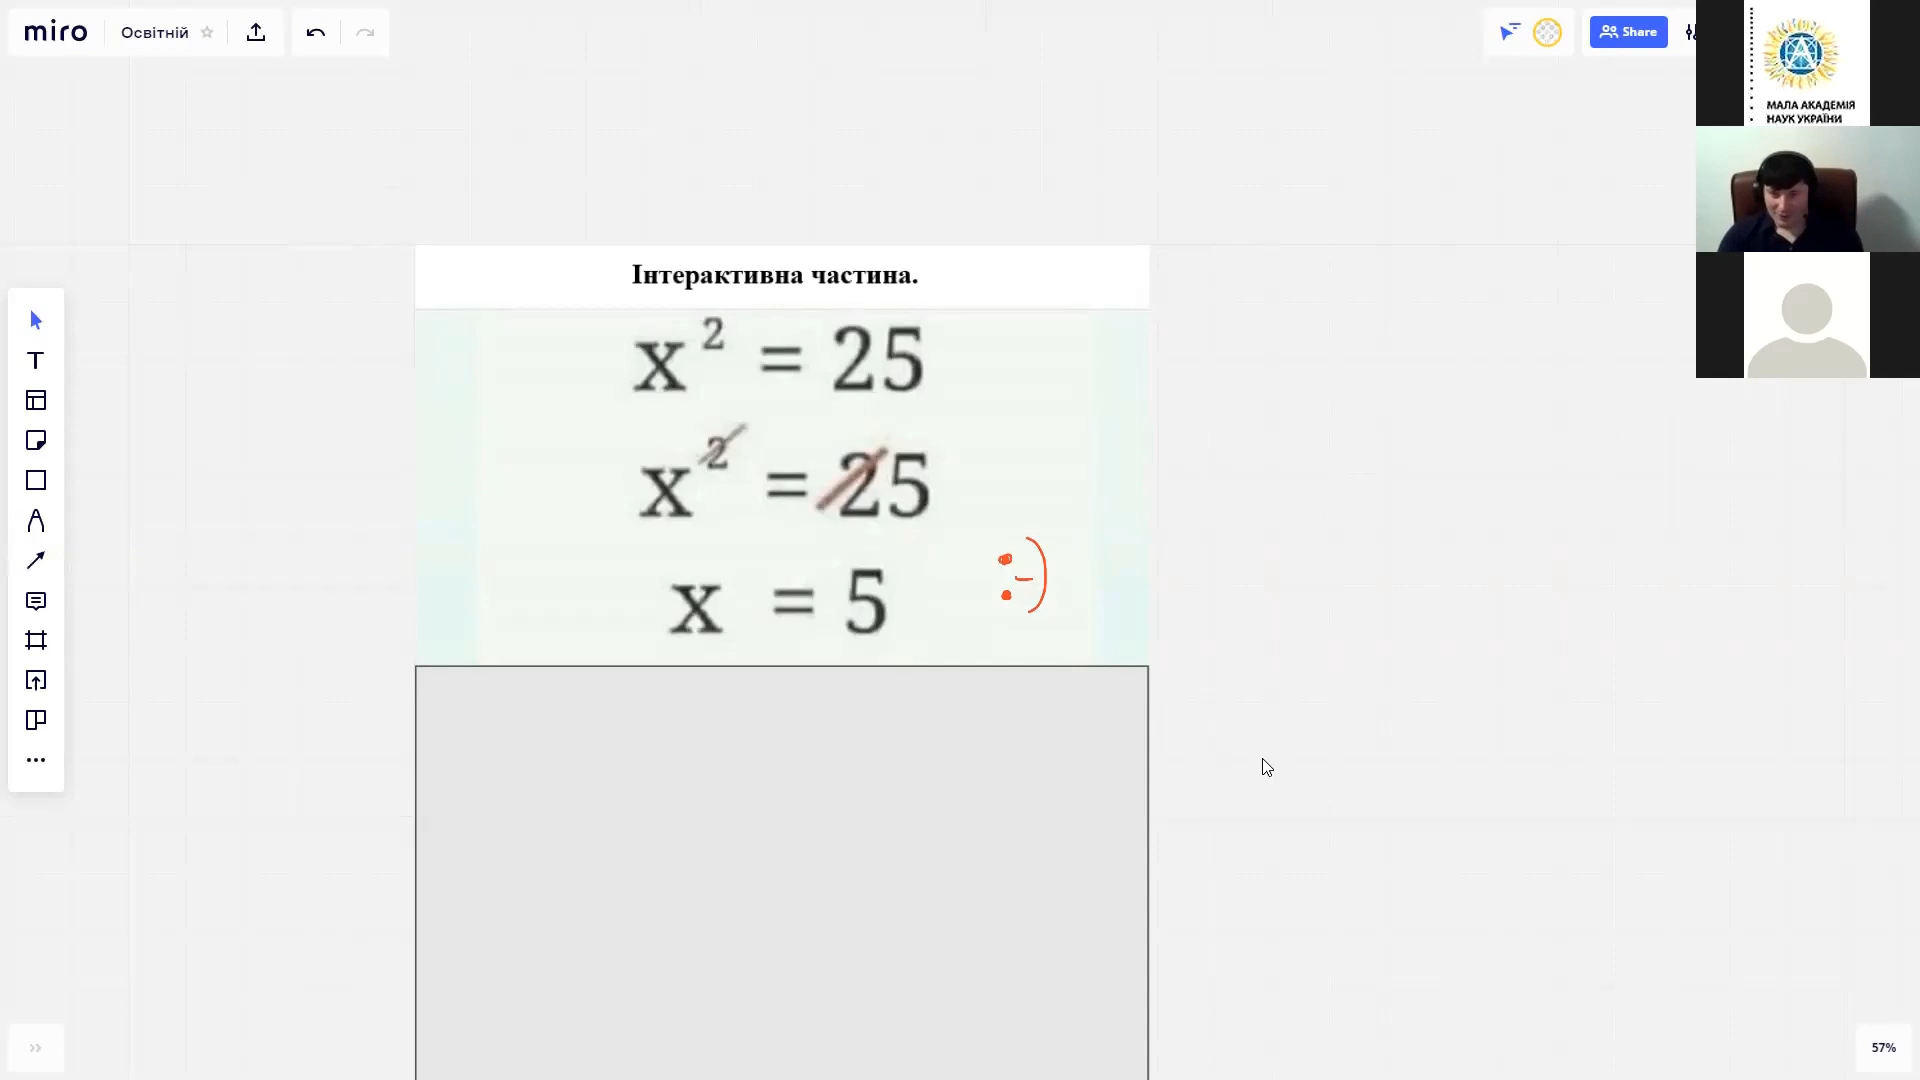 miro
Освітній
Share
МАЛА АКАДЕМІЯ
НАУК УКРАЇНИ
Інтерактивна частина.
x² = 25
x² = 25
x = 5
:-)
57%